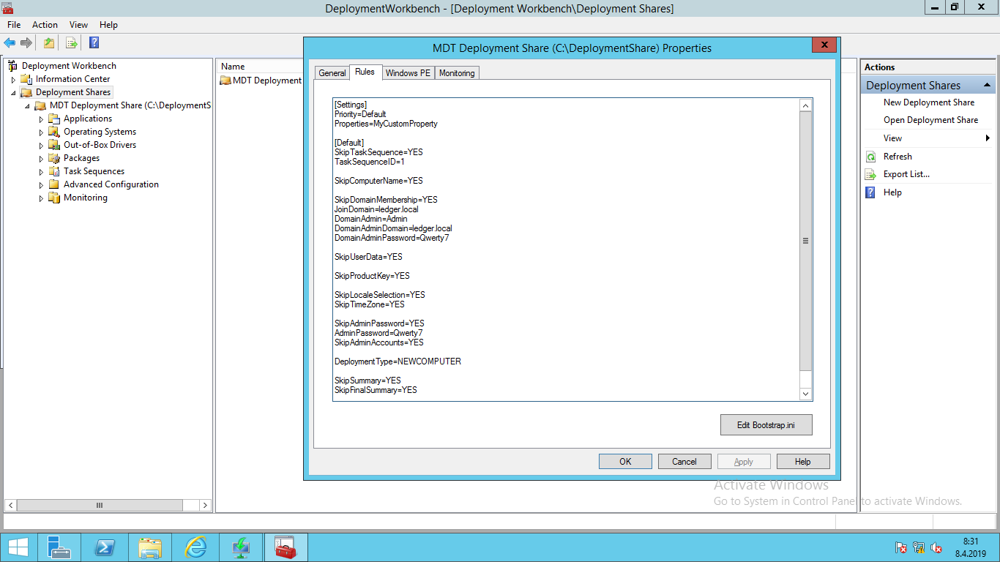 DeploymentWorkbench - [Deployment Workbench\Deployment Shares]
File Action View Help
Deployment Workbench
Information Center
Deployment Shares
MDT Deployment Share (C:\DeploymentS
Applications
Operating Systems
Out-of-Box Drivers
Packages
Task Sequences
Advanced Configuration
Monitoring
Name
MDT Deployment
MDT Deployment Share (C:\DeploymentShare) Properties
General Rules Windows PE Monitoring
[Settings]
Priority=Default
Properties=MyCustomProperty
[Default]
SkipTaskSequence=YES
TaskSequenceID=1
SkipComputerName=YES
SkipDomainMembership=YES
JoinDomain=ledger.local
DomainAdmin=Admin
DomainAdminDomain=ledger.local
DomainAdminPassword=Qwerty7
SkipUserData=YES
SkipProductKey=YES
SkipLocaleSelection=YES
SkipTimeZone=YES
SkipAdminPassword=YES
AdminPassword=Qwerty7
SkipAdminAccounts=YES
DeploymentType=NEWCOMPUTER
SkipSummary=YES
SkipFinalSummary=YES
Edit Bootstrap.ini
OK Cancel Apply Help
Actions
Deployment Shares
New Deployment Share
Open Deployment Share
View
Refresh
Export List...
Help
Activate Windows
Go to System in Control Panel to activate Windows.
8:31
8.4.2019